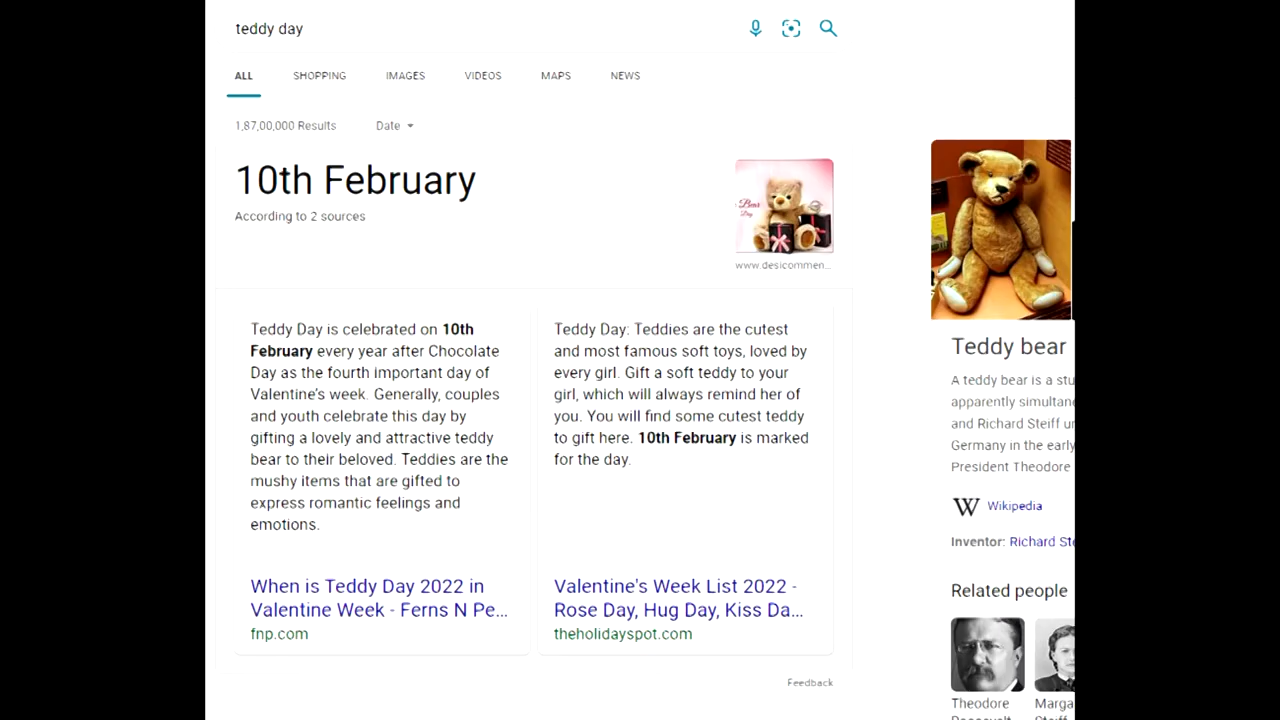 teddy day
ALL SHOPPING IMAGES VIDEOS MAPS NEWS
1,87,00,000 Results Date
10th February
According to 2 sources
Bear
Day
www.desicommen...
Teddy Day is celebrated on 10th
February every year after Chocolate
Day as the fourth important day of
Valentine's week. Generally, couples
and youth celebrate this day by
gifting a lovely and attractive teddy
bear to their beloved. Teddies are the
mushy items that are gifted to
express romantic feelings and
emotions.
When is Teddy Day 2022 in
Valentine Week - Ferns N Pe...
fnp.com
Teddy Day: Teddies are the cutest
and most famous soft toys, loved by
every girl. Gift a soft teddy to your
girl, which will always remind her of
you. You will find some cutest teddy
to gift here. 10th February is marked
for the day.
Valentine's Week List 2022 -
Rose Day, Hug Day, Kiss Da...
theholidayspot.com
Feedback
Teddy bear
A teddy bear is a stu
apparently simultane
and Richard Steiff un
Germany in the early
President Theodore
W Wikipedia
Inventor: Richard Ste
Related people
Theodore
Marga